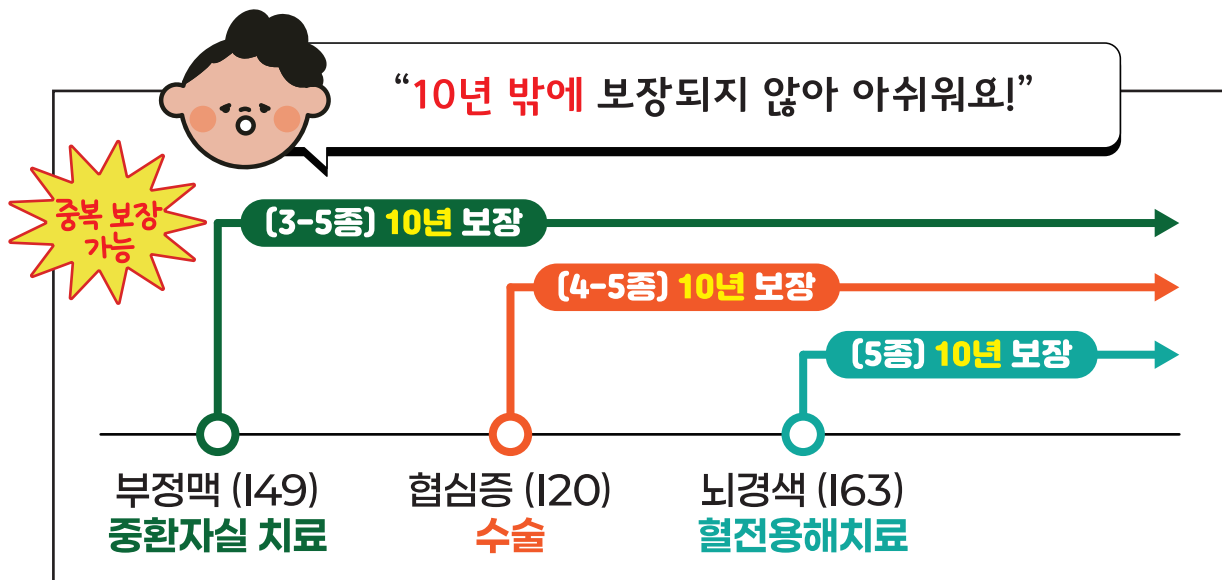 “10년 밖에 보장되지 않아 아쉬워요!”
중복 보장
가능
(3-5종) 10년 보장
(4-5종) 10년 보장
(5종) 10년 보장
부정맥 (I49)
중환자실 치료
협심증 (I20)
수술
뇌경색 (I63)
혈전용해치료